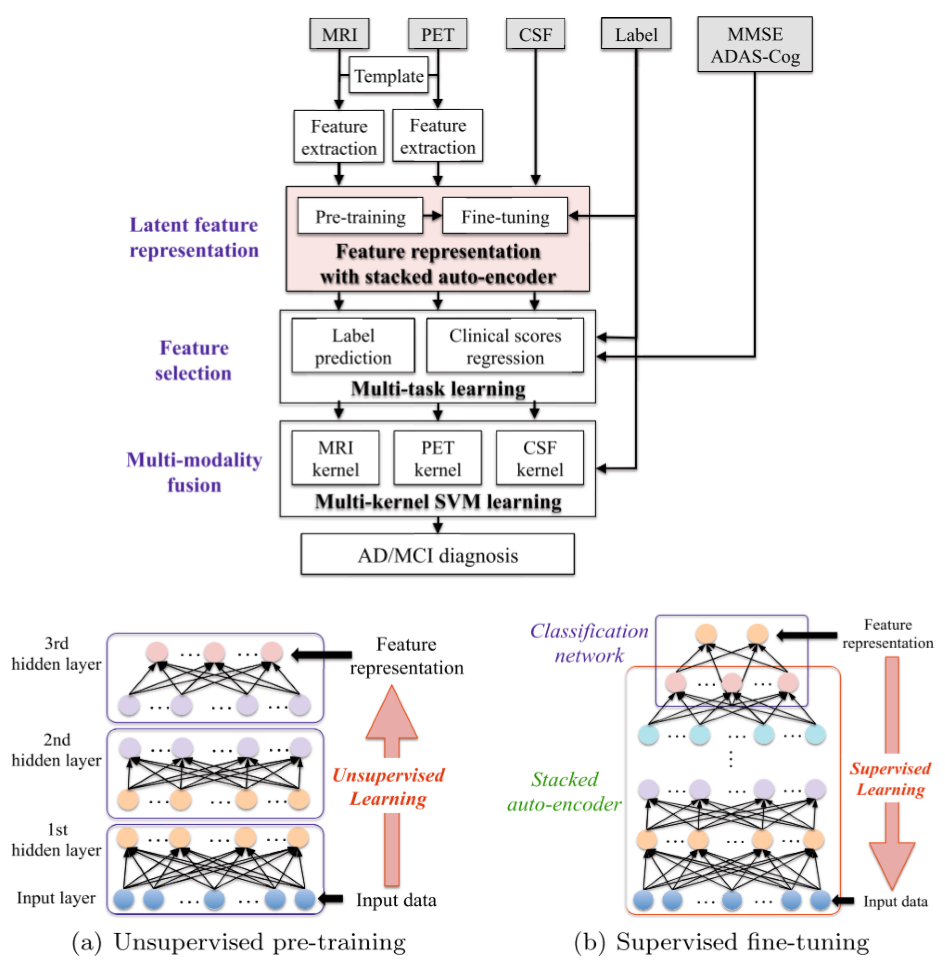 MRI
PET
CSF
Label
MMSE
ADAS-Cog
Template
Feature
extraction
Feature
extraction
Latent feature
representation
Pre-training
Fine-tuning
Feature representation
with stacked auto-encoder
Feature
selection
Label
prediction
Clinical scores
regression
Multi-task learning
Multi-modality
fusion
MRI
kernel
PET
kernel
CSF
kernel
Multi-kernel SVM learning
AD/MCI diagnosis
3rd
hidden layer
2nd
hidden layer
1st
hidden layer
Input layer
Feature
representation
Unsupervised
Learning
Input data
(a) Unsupervised pre-training
Classification
network
Stacked
auto-encoder
Feature
representation
Supervised
Learning
Input data
(b) Supervised fine-tuning